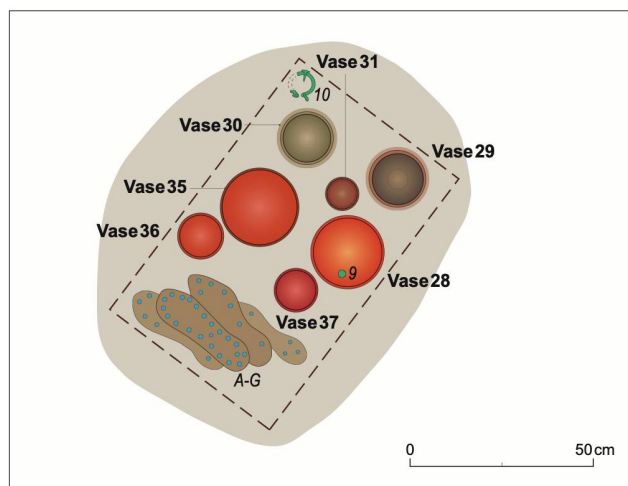 Vase 31
10
Vase 30
Vase 29
Vase 35
Vase 36
9
Vase 28
Vase 37
A-G
0 50 cm